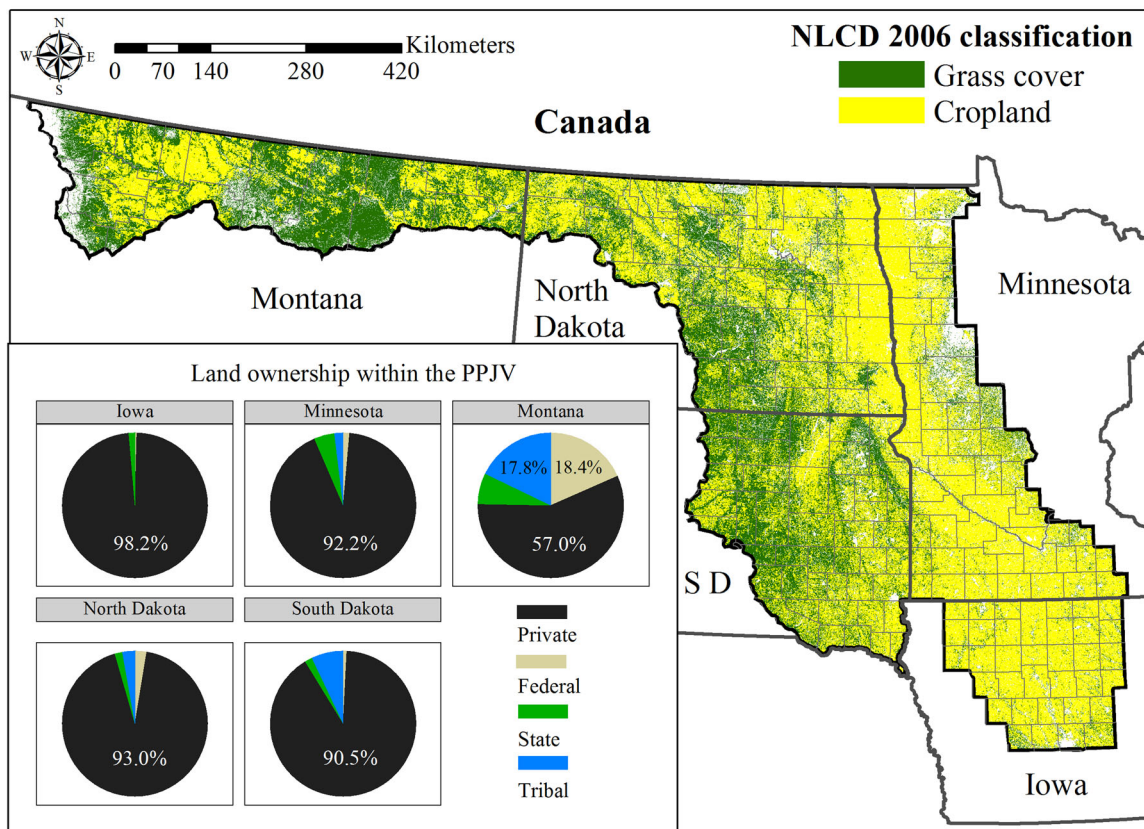 N
W E
S
Kilometers
0 70 140 280 420
NLCD 2006 classification
Grass cover
Cropland
Canada
Montana
North
Dakota
Minnesota
S D
Iowa
Land ownership within the PPJV
Iowa Minnesota Montana
98.2% 92.2% 17.8% 18.4% 57.0%
North Dakota South Dakota
93.0% 90.5%
Private
Federal
State
Tribal